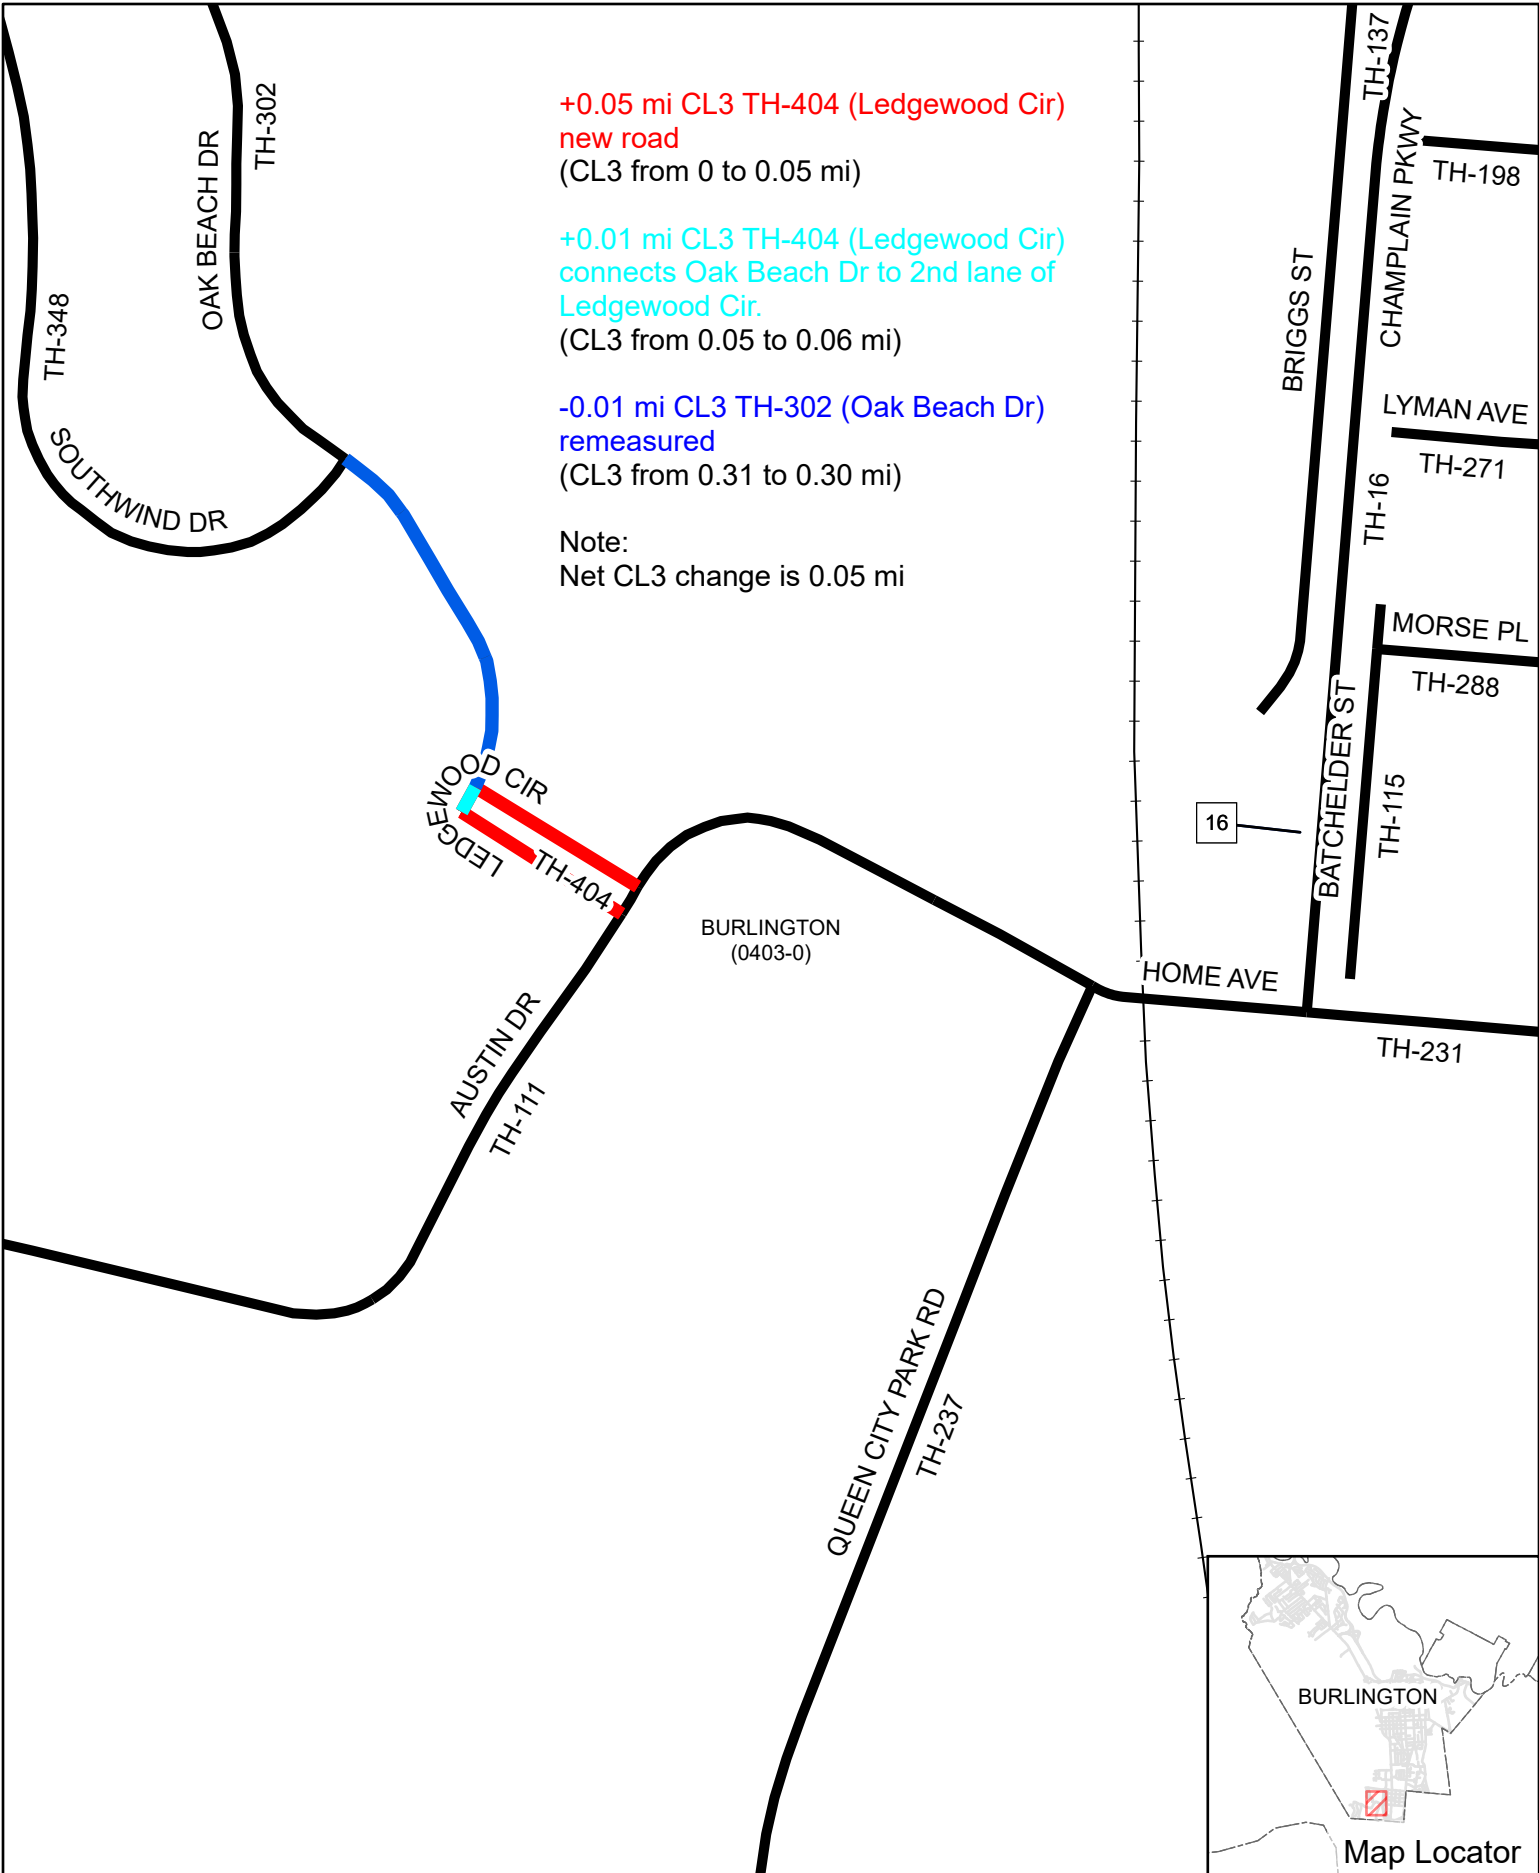 +0.05 mi CL3 TH-404 (Ledgewood Cir)
new road
(CL3 from 0 to 0.05 mi)
+0.01 mi CL3 TH-404 (Ledgewood Cir)
connects Oak Beach Dr to 2nd lane of
Ledgewood Cir.
(CL3 from 0.05 to 0.06 mi)
-0.01 mi CL3 TH-302 (Oak Beach Dr)
remeasured
(CL3 from 0.31 to 0.30 mi)
Note:
Net CL3 change is 0.05 mi
TH-302
OAK BEACH DR
TH-348
SOUTHWIND DR
LEDGEWOOD CIR
TH-404
BURLINGTON
(0403-0)
AUSTIN DR
TH-111
QUEEN CITY PARK RD
TH-237
TH-137
CHAMPLAIN PKWY
TH-198
BRIGGS ST
LYMAN AVE
TH-271
TH-16
MORSE PL
TH-288
BATCHELDER ST
TH-115
16
HOME AVE
TH-231
BURLINGTON
Map Locator